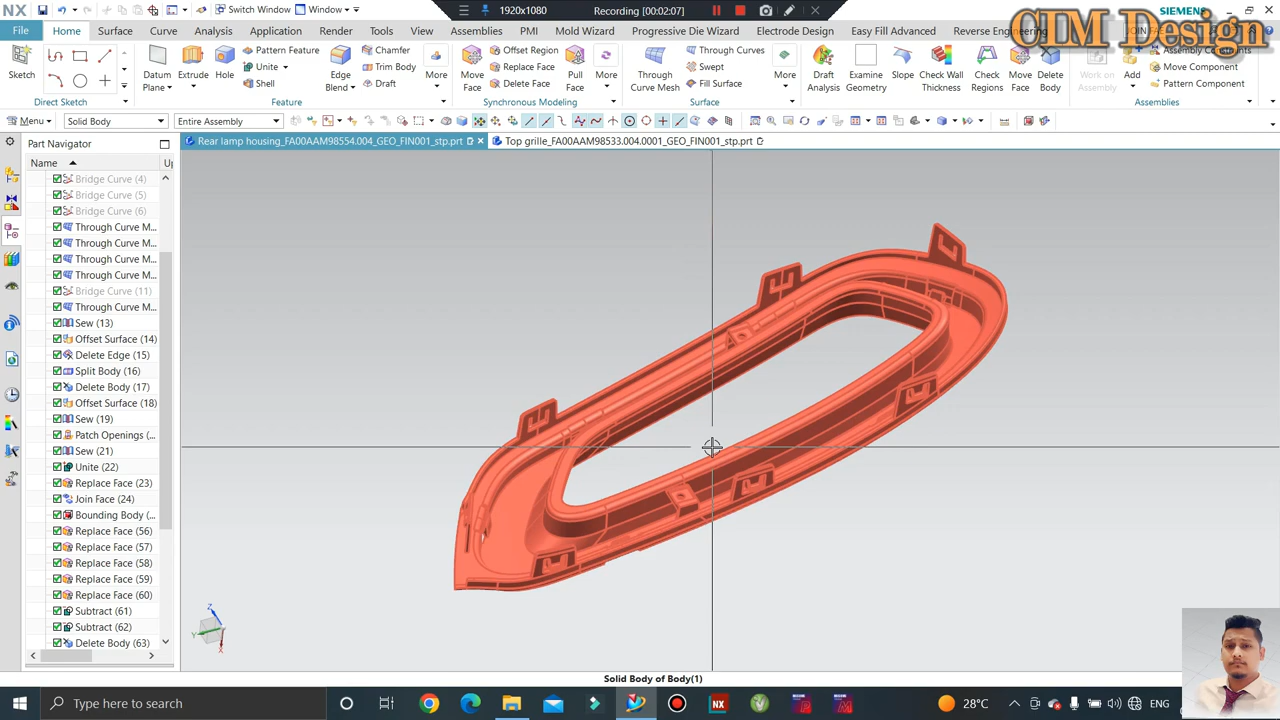 NX Switch Window Window 1920x1080 Recording [00:02:07] SIEMENS
CTM Design
File Home Tools Surface Curve Analysis Application Render Tools View Assemblies PMI Mold Wizard Progressive Die Wizard Electrode Design Easy Fill Advanced Reverse Engineering
Sketch
Direct Sketch
Datum Plane Extrude Hole Pattern Feature Unite Shell Edge Blend Chamfer Trim Body Draft More
Feature
Move Face Offset Region Replace Face Delete Face Pull Face More
Synchronous Modeling
Through Curve Mesh Through Curves Swept Fill Surface More
Surface
Draft Analysis Examine Geometry Slope Check Wall Thickness Check Regions Move Face Delete Body
Work on Assembly Add Assembly Constraints Move Component Pattern Component
Assemblies
Menu Solid Body Entire Assembly
Part Navigator
Rear lamp housing_FA00AAM98554.004_GEO_FIN001_stp.prt
Top grille_FA00AAM98533.004.0001_GEO_FIN001_stp.prt
Name Up
Bridge Curve (4)
Bridge Curve (5)
Bridge Curve (6)
Through Curve M...
Through Curve M...
Through Curve M...
Through Curve M...
Bridge Curve (11)
Through Curve M...
Sew (13)
Offset Surface (14)
Delete Edge (15)
Split Body (16)
Delete Body (17)
Offset Surface (18)
Sew (19)
Patch Openings (...
Sew (21)
Unite (22)
Replace Face (23)
Join Face (24)
Bounding Body (...
Replace Face (56)
Replace Face (57)
Replace Face (58)
Replace Face (59)
Replace Face (60)
Subtract (61)
Subtract (62)
Delete Body (63)
Z
Y
X
Solid Body of Body(1)
Type here to search
28°C ENG